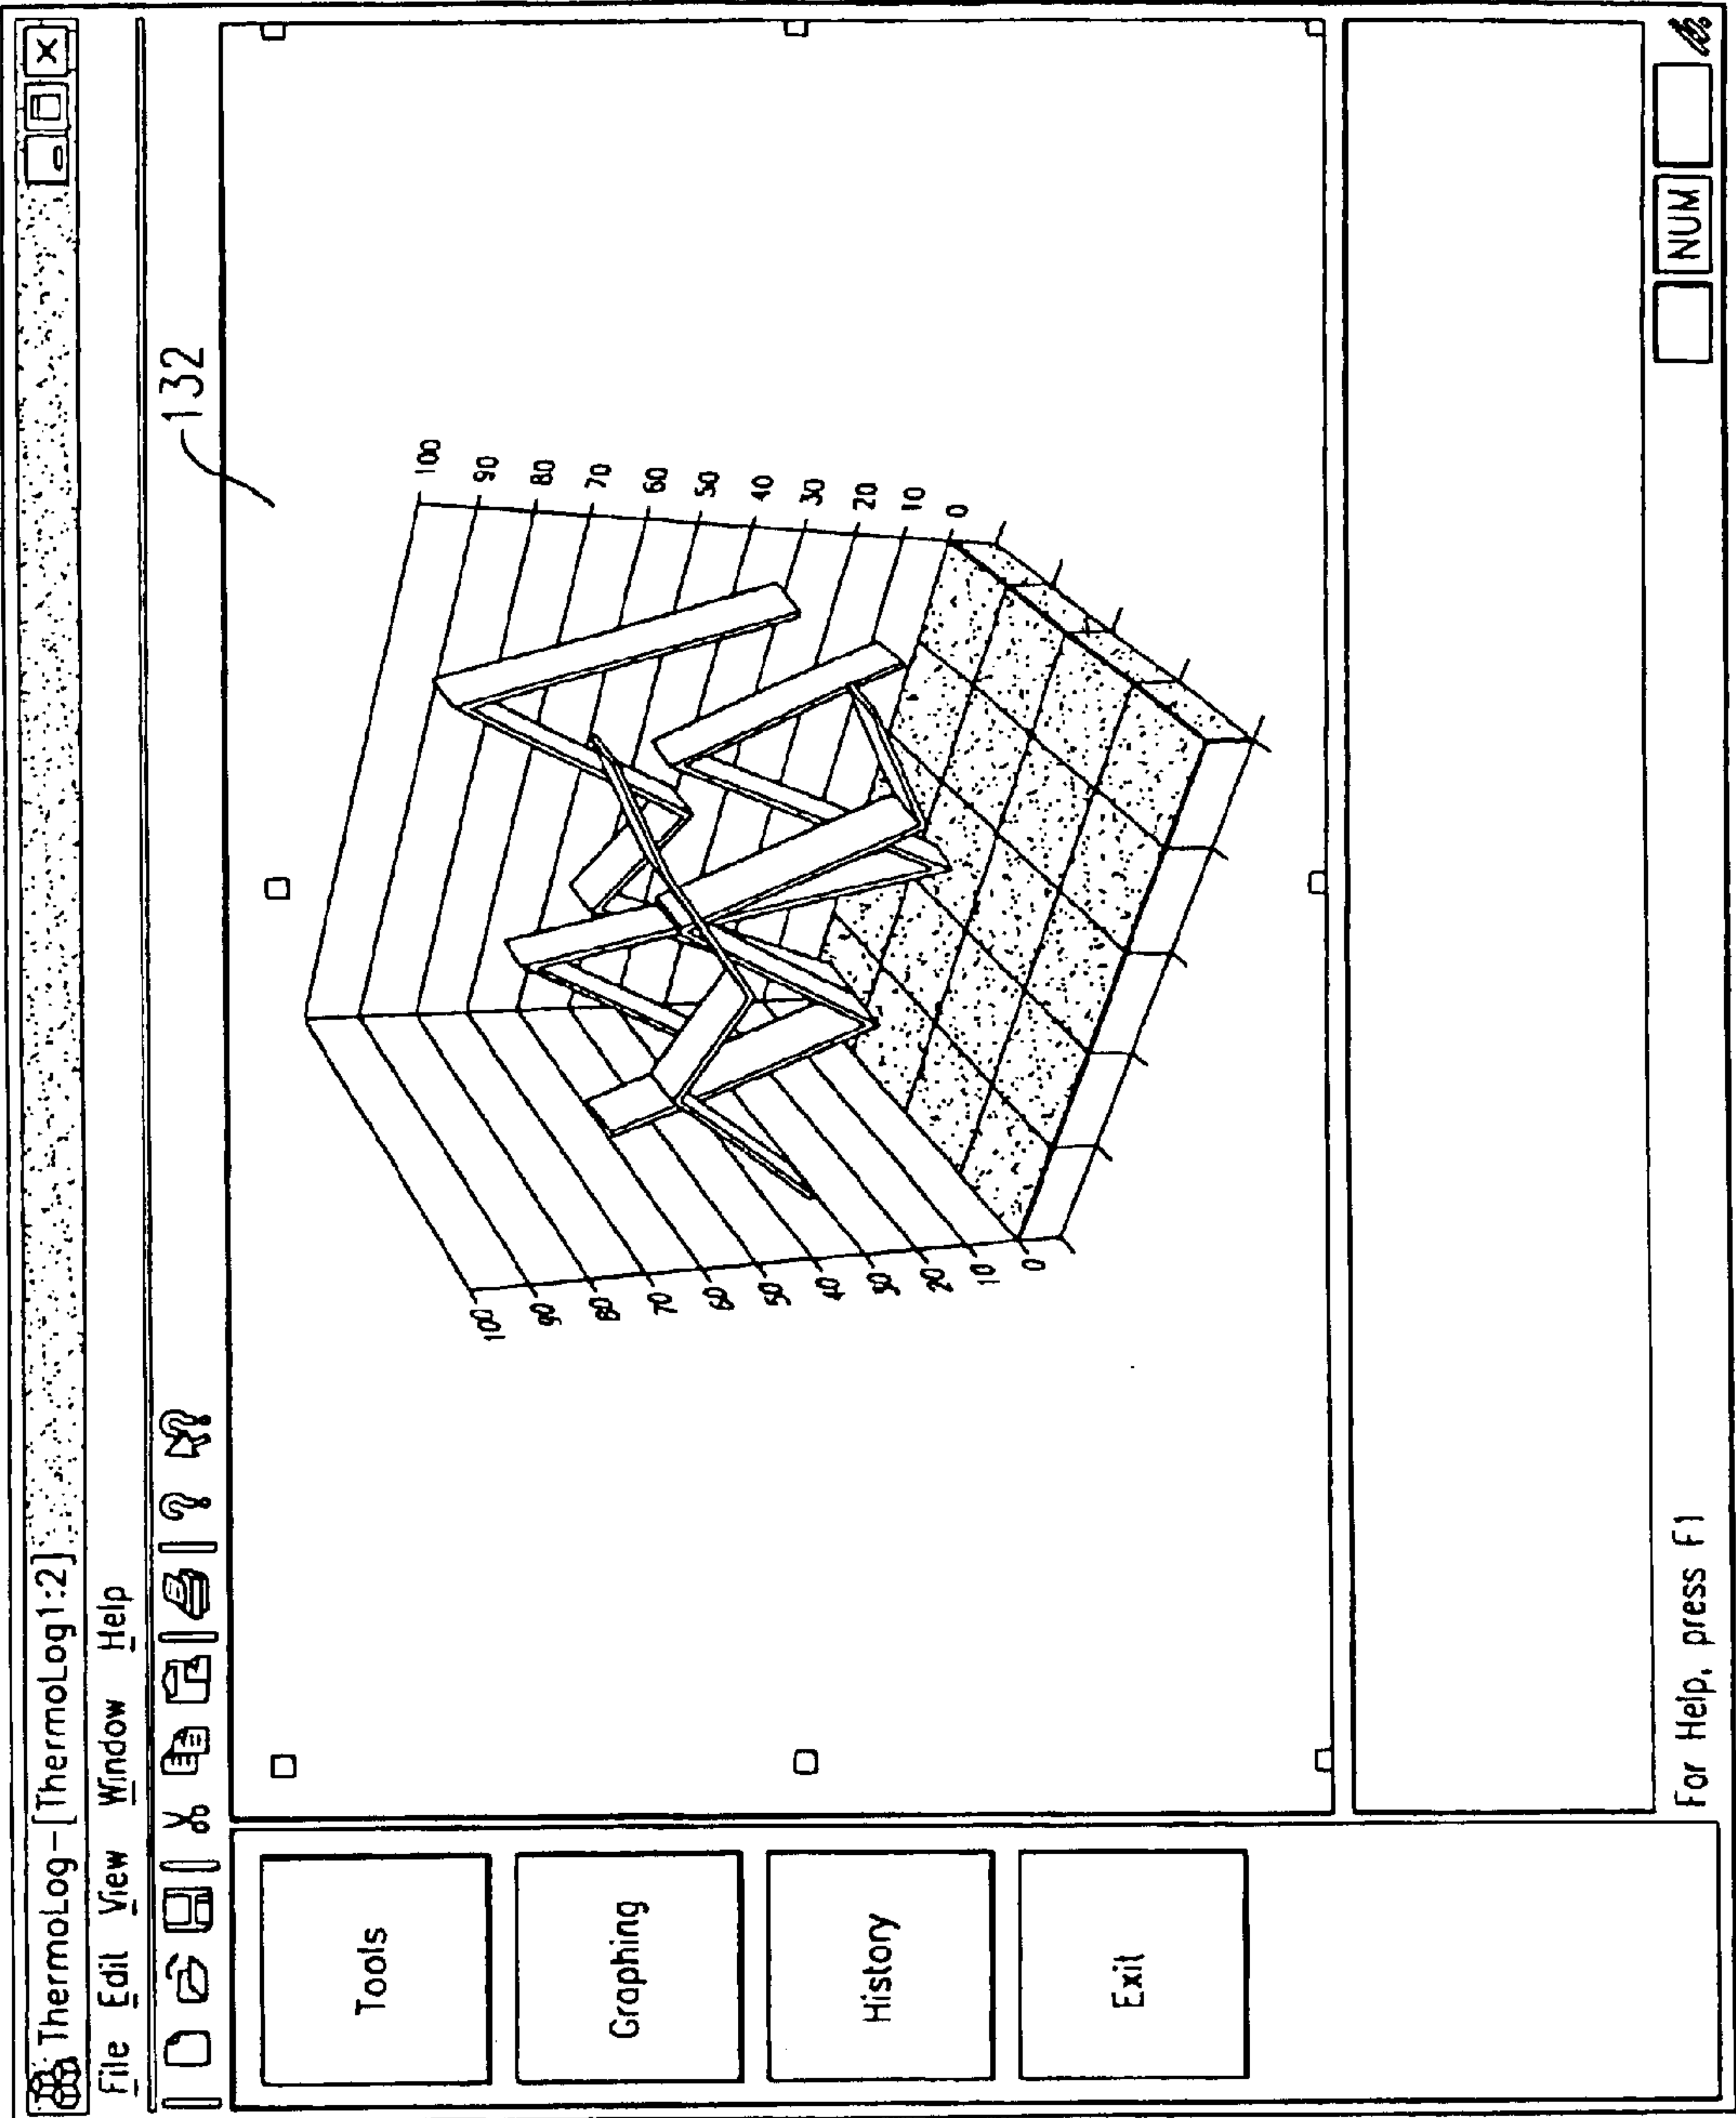 ThermoLog-[ThermoLog1:2]
File Edit View Window Help
132
Tools
Graphing
History
Exit
100
90
80
70
60
50
40
30
20
10
0
100
90
80
70
60
50
40
30
20
10
0
For Help, press F1
NUM